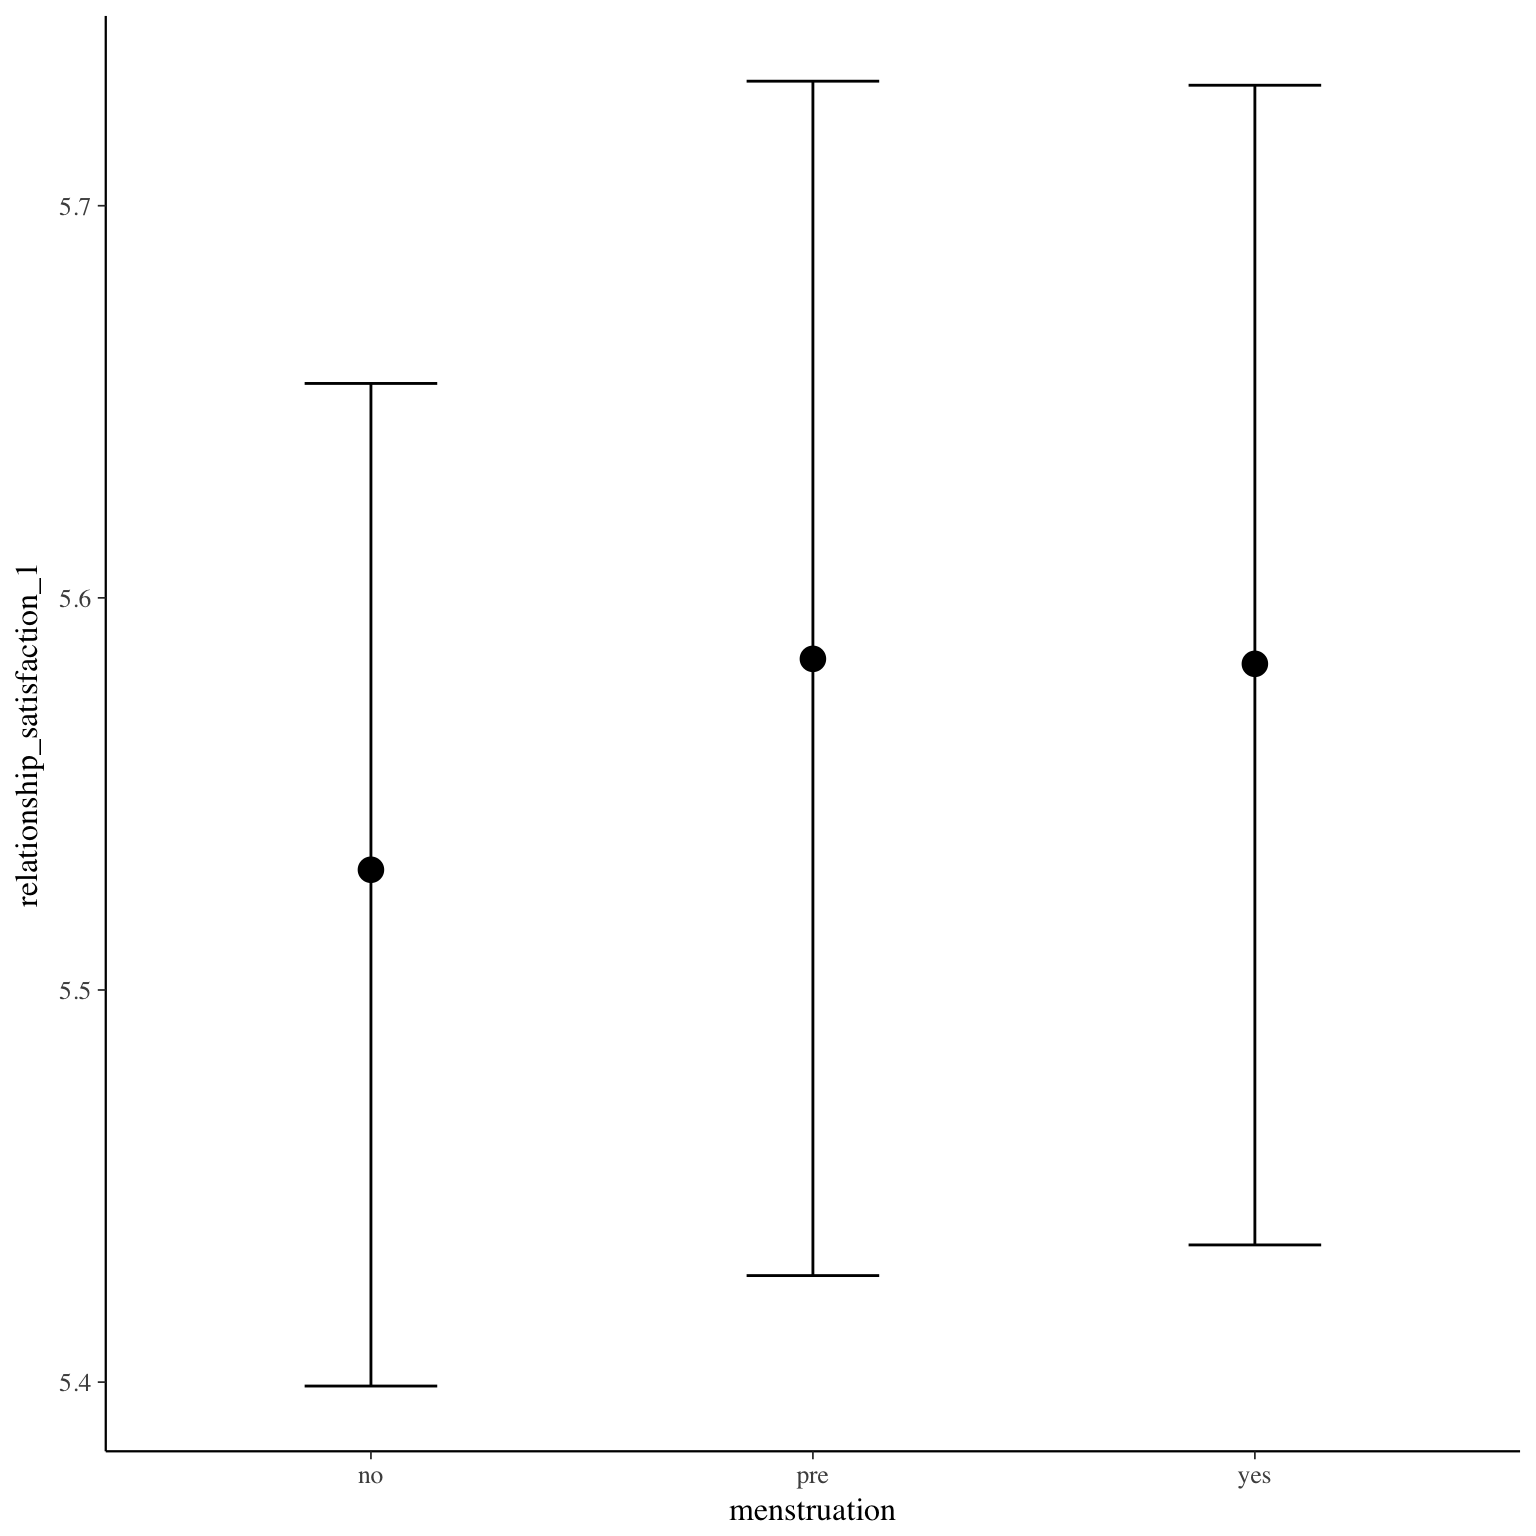 relationship_satisfaction_1
5.7
5.6
5.5
5.4
no pre yes
menstruation